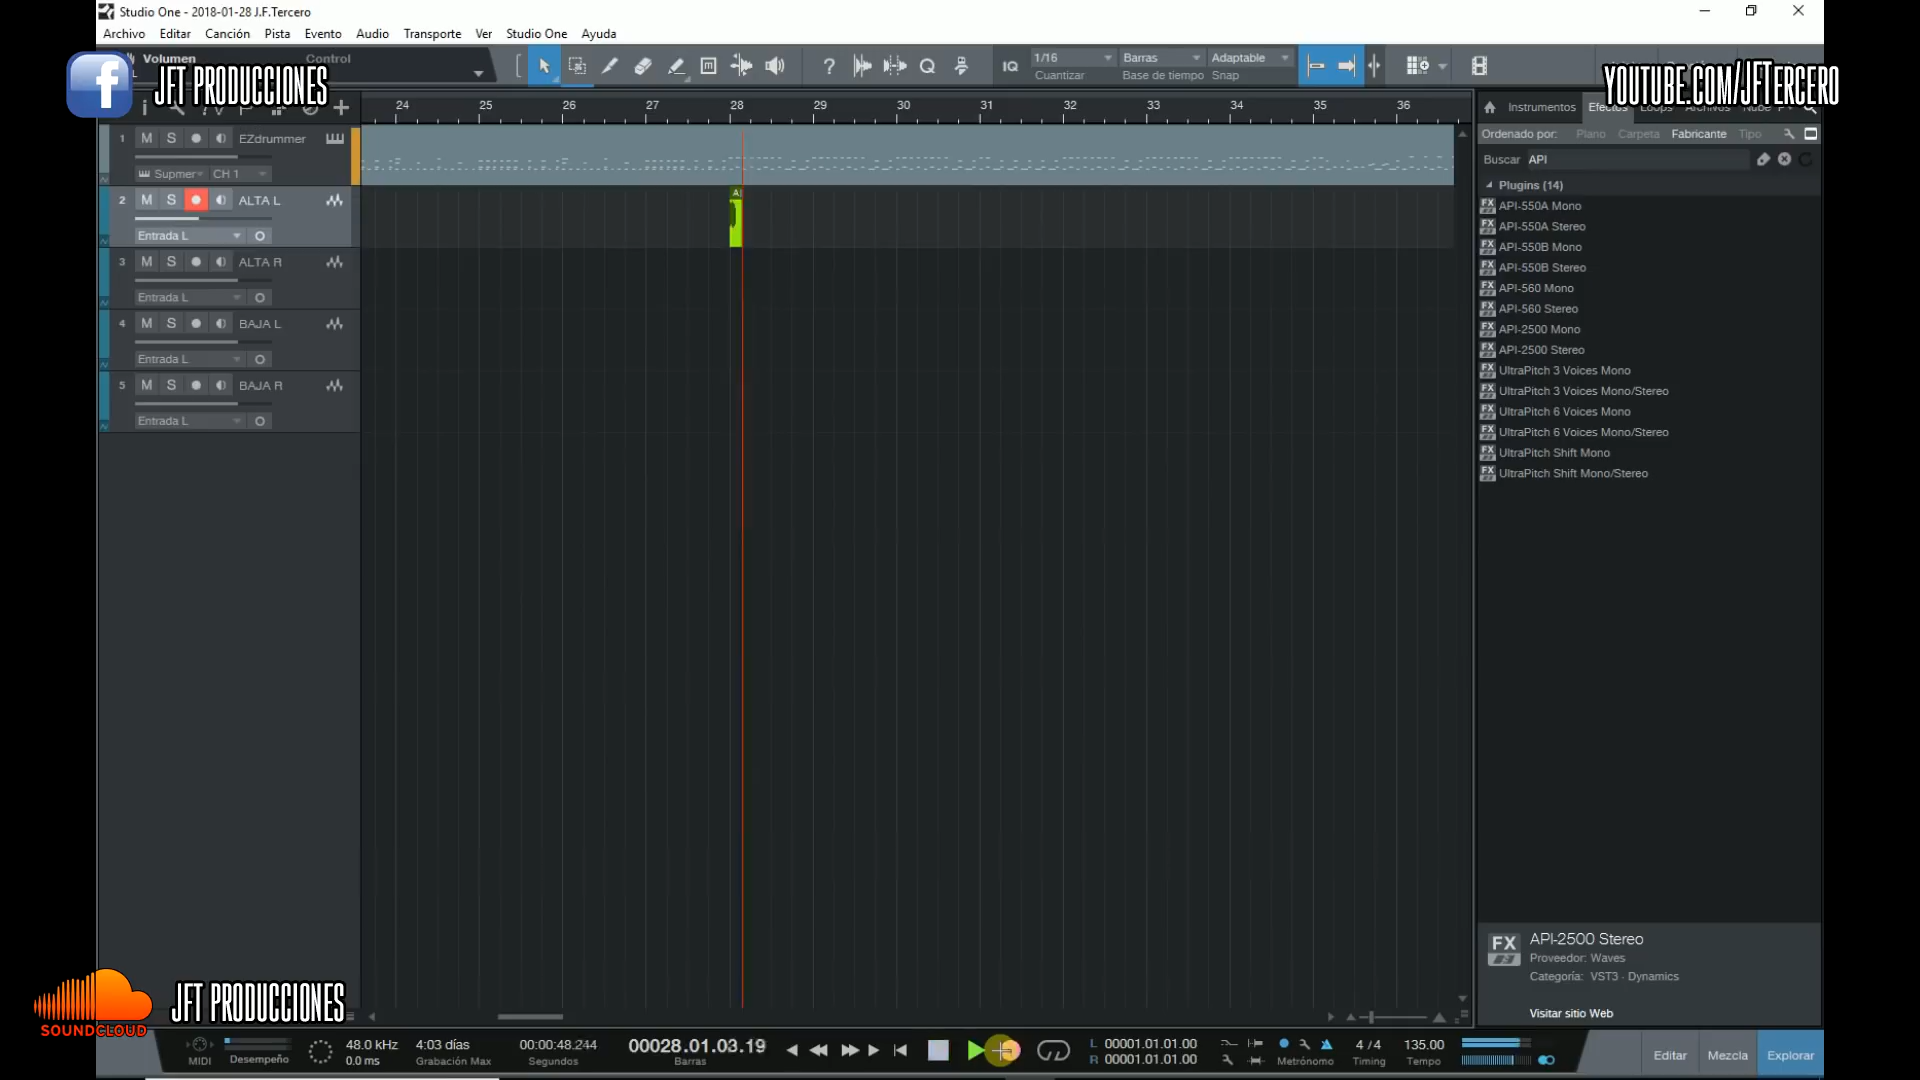 Studio One - 2018-01-28 J.F.Tercero
Archivo Editar Canción Pista Evento Audio Transporte Ver Studio One Ayuda
Volumen Control
JFT PRODUCCIONES
IQ 1/16 Cuantizar Barras Base de tiempo Adaptable Snap
YOUTUBE.COM/JFTERCERO
24 25 26 27 28 29 30 31 32 33 34 35 36
Instrumentos Efectos Loops Archivos Nube
Ordenado por: Plano Carpeta Fabricante Tipo
Buscar API
Plugins (14)
API-550A Mono
API-550A Stereo
API-550B Mono
API-550B Stereo
API-560 Mono
API-560 Stereo
API-2500 Mono
API-2500 Stereo
UltraPitch 3 Voices Mono
UltraPitch 3 Voices Mono/Stereo
UltraPitch 6 Voices Mono
UltraPitch 6 Voices Mono/Stereo
UltraPitch Shift Mono
UltraPitch Shift Mono/Stereo
1 M S EZdrummer
Supmer CH 1
2 M S ALTA L
Entrada L
3 M S ALTA R
Entrada L
4 M S BAJA L
Entrada L
5 M S BAJA R
Entrada L
FX API-2500 Stereo
Proveedor: Waves
Categoría: VST3 - Dynamics
Visitar sitio Web
SOUNDCLOUD
JFT PRODUCCIONES
MIDI
Desempeño
48.0 kHz
0.0 ms
4:03 días
Grabación Max
00:00:48.244
Segundos
00028.01.03.19
Barras
L 00001.01.01.00
R 00001.01.01.00
Metrónomo
4 / 4
Timing
135.00
Tempo
Editar Mezcla Explorar